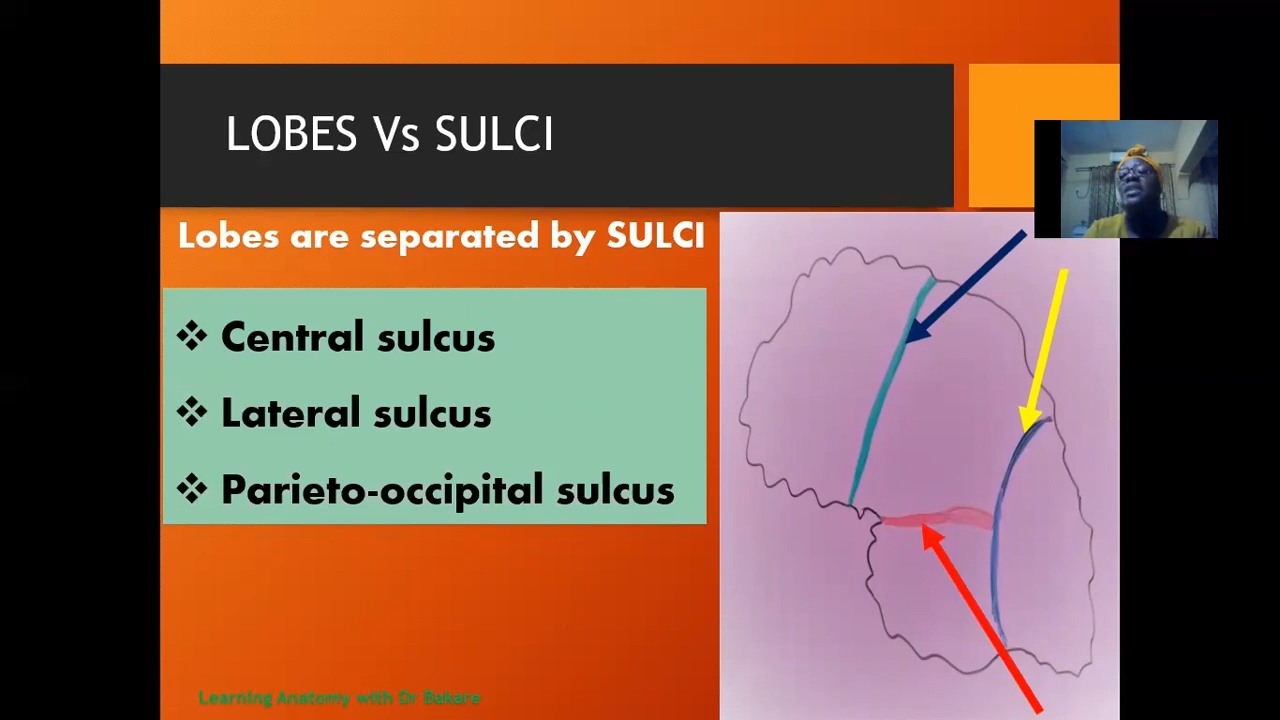 LOBES Vs SULCI
Lobes are separated by SULCI
❖ Central sulcus
❖ Lateral sulcus
❖ Parieto-occipital sulcus
Learning Anatomy with Dr Bakare